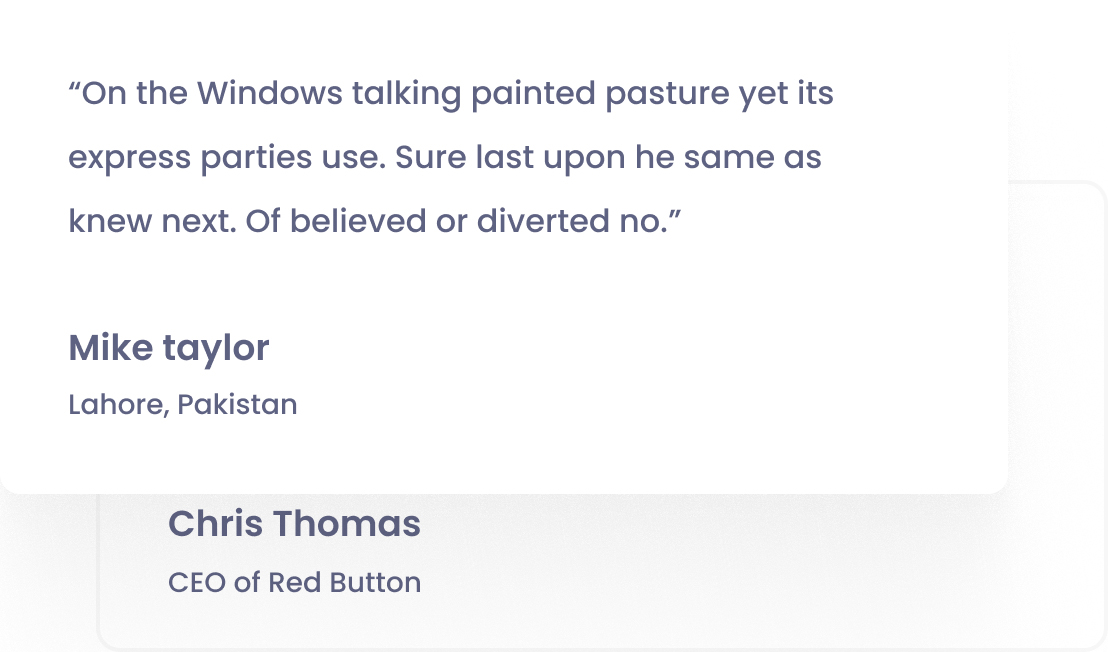 “On the Windows talking painted pasture yet its
express parties use. Sure last upon he same as
knew next. Of believed or diverted no.”
Mike taylor
Lahore, Pakistan
Chris Thomas
CEO of Red Button